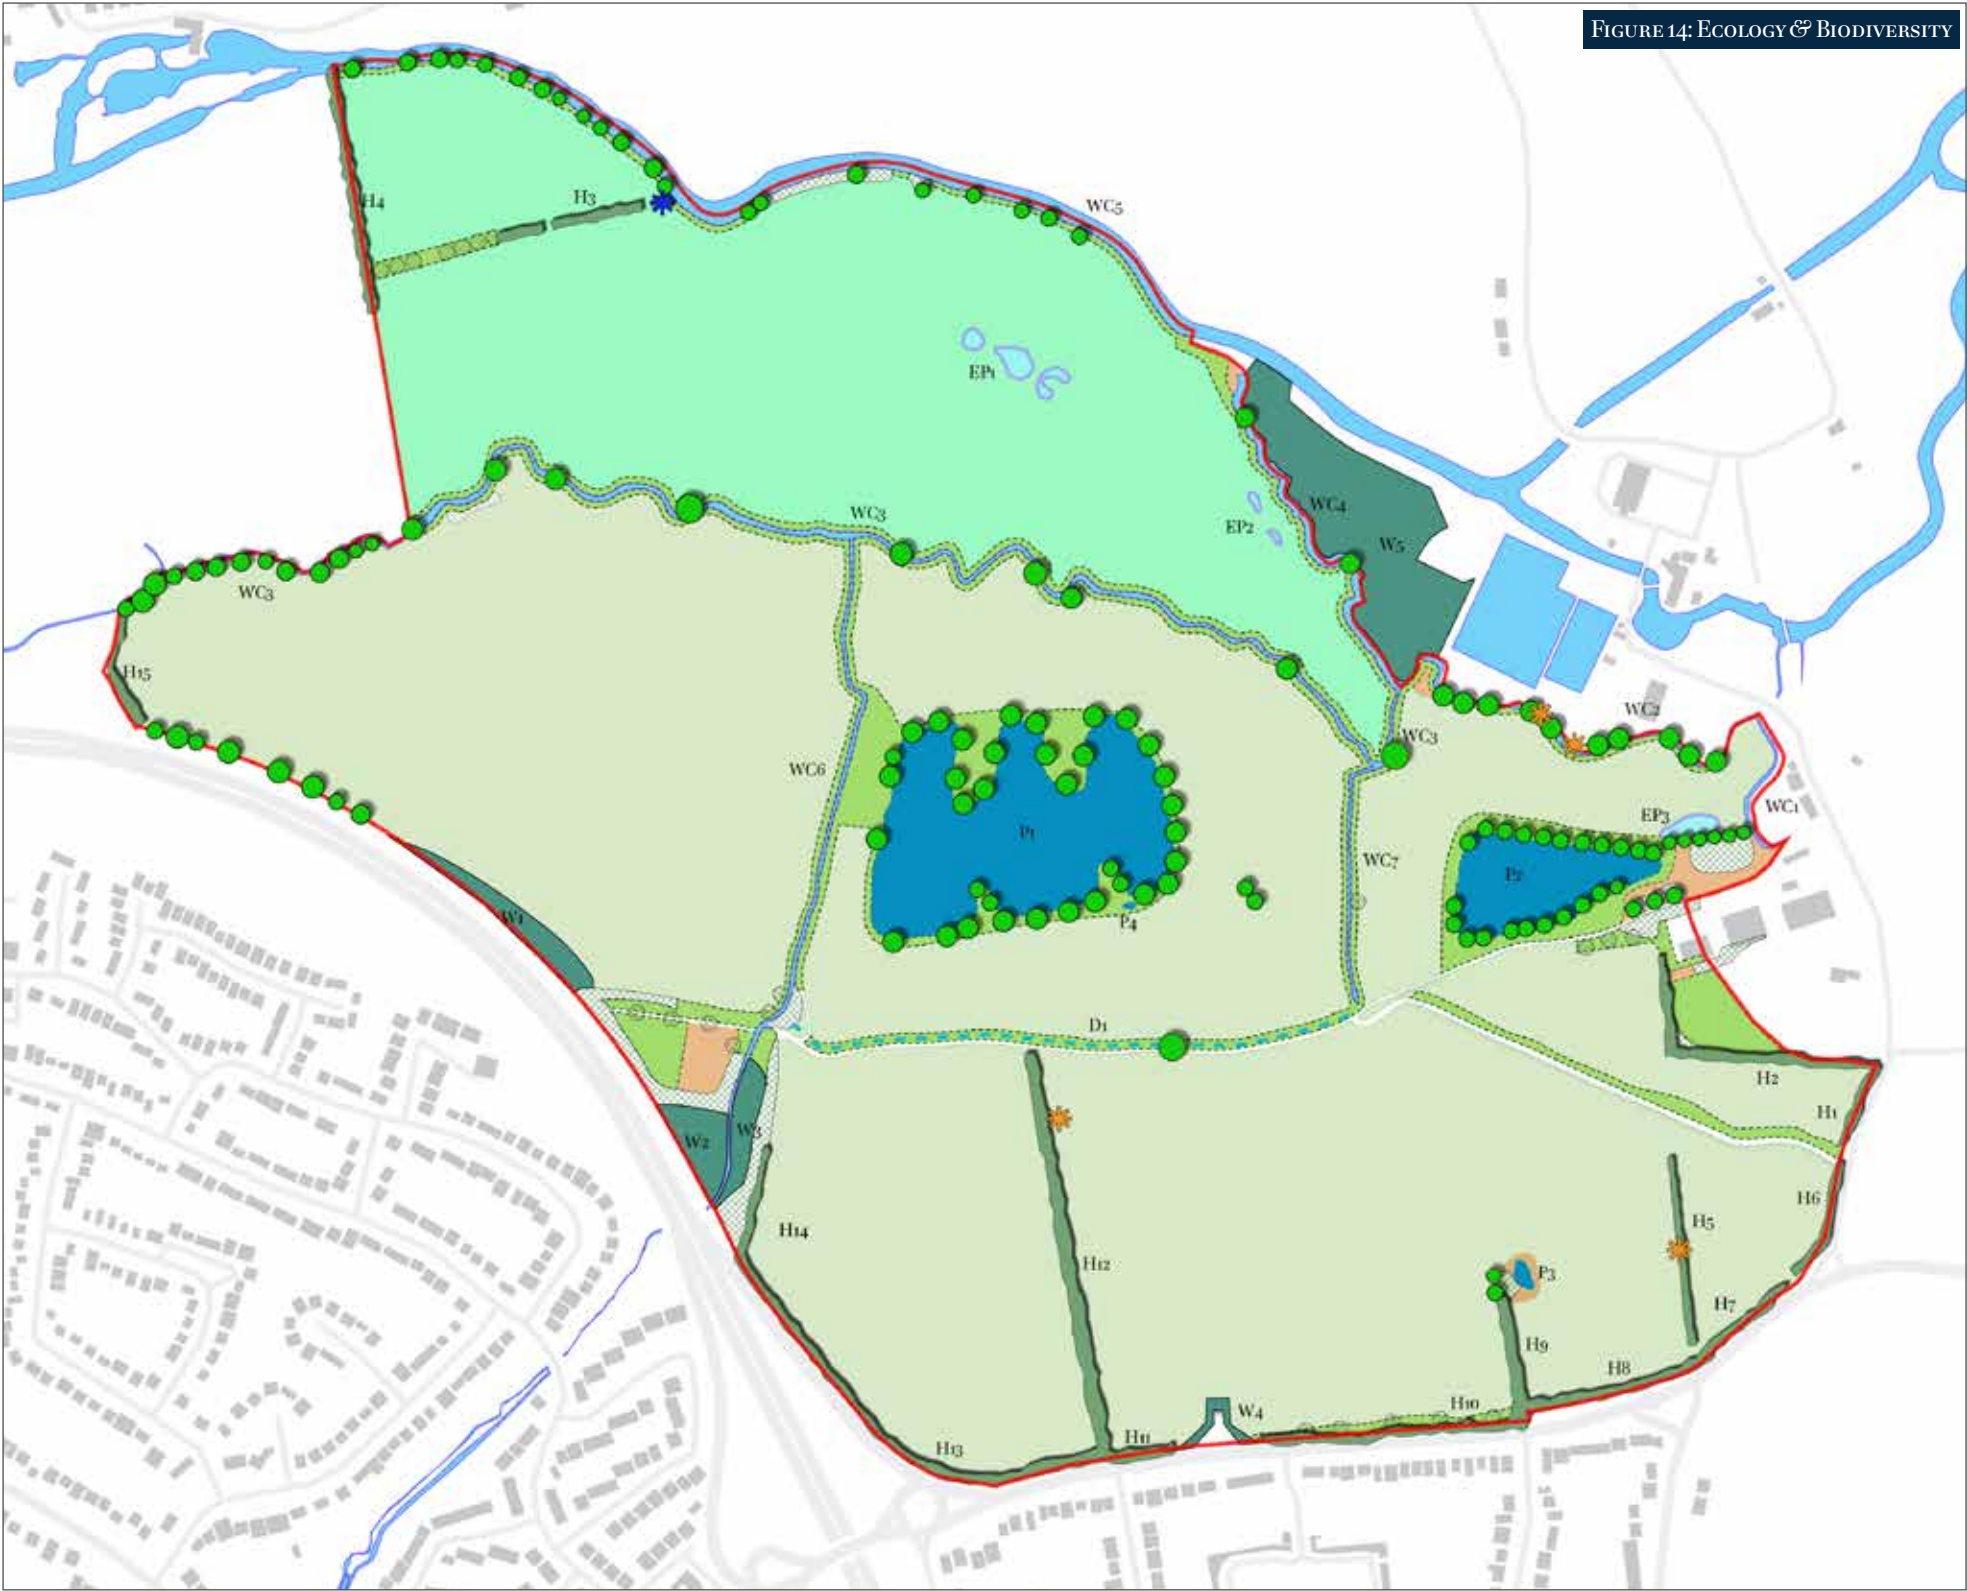 FIGURE 14: ECOLOGY & BIODIVERSITY
H4
H3
WC5
EP1
WC3
WC4
EP2
W5
WC3
H15
WC2
WC3
WC6
EP3
WC1
P1
WC7
P2
W1
P4
D1
H2
H1
W2
W3
H6
H14
H5
H12
P3
H7
H9
H8
H10
W4
H11
H13